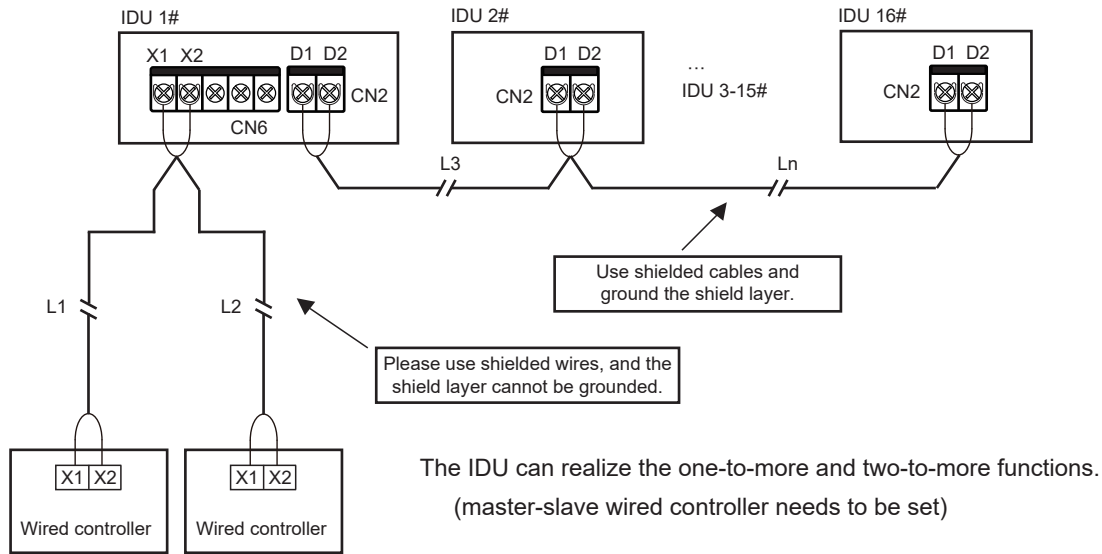 IDU 1#
IDU 2#
IDU 16#
X1 X2
D1 D2
CN2
CN6
D1 D2
CN2
...
IDU 3-15#
D1 D2
CN2
L3
Ln
Use shielded cables and
ground the shield layer.
L1
L2
Please use shielded wires, and the
shield layer cannot be grounded.
X1 X2
Wired controller
X1 X2
Wired controller
The IDU can realize the one-to-more and two-to-more functions.
(master-slave wired controller needs to be set)